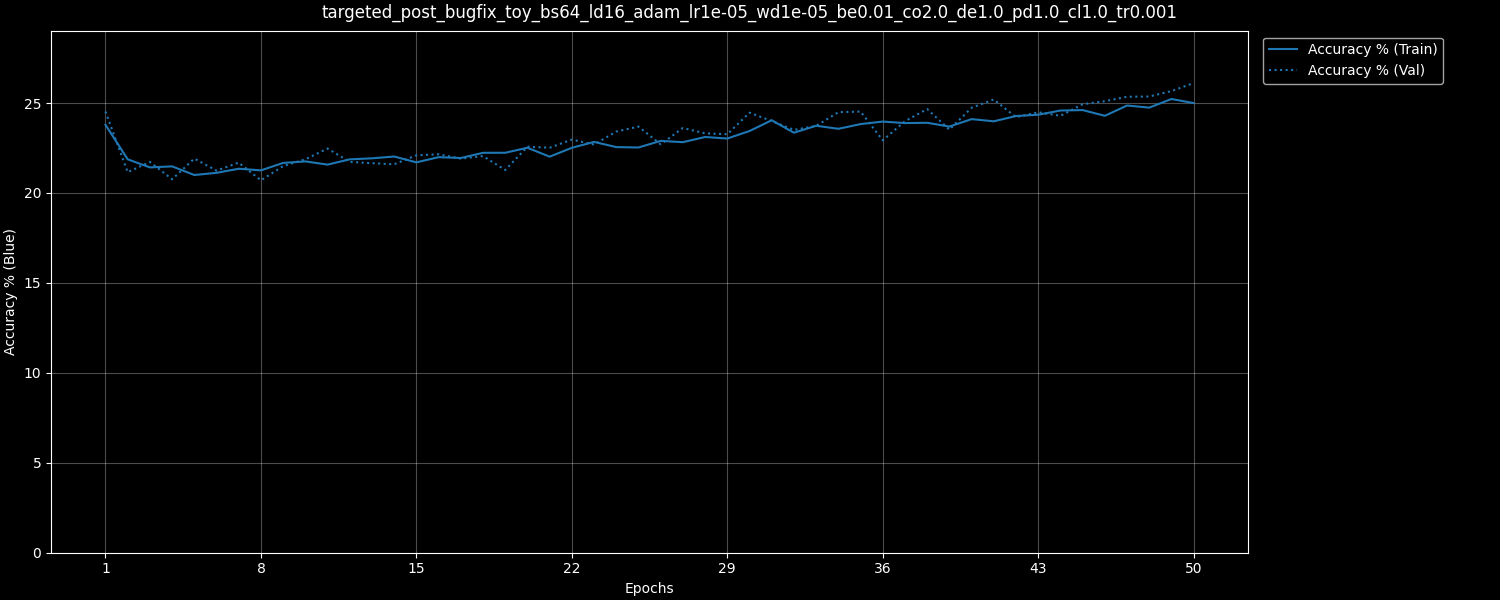 targeted_post_bugfix_toy_bs64_ld16_adam_lr1e-05_wd1e-05_be0.01_co2.0_de1.0_pd1.0_cl1.0_tr0.001
Accuracy % (Train)
Accuracy % (Val)
Accuracy % (Blue)
25
20
15
10
5
0
1 8 15 22 29 36 43 50
Epochs